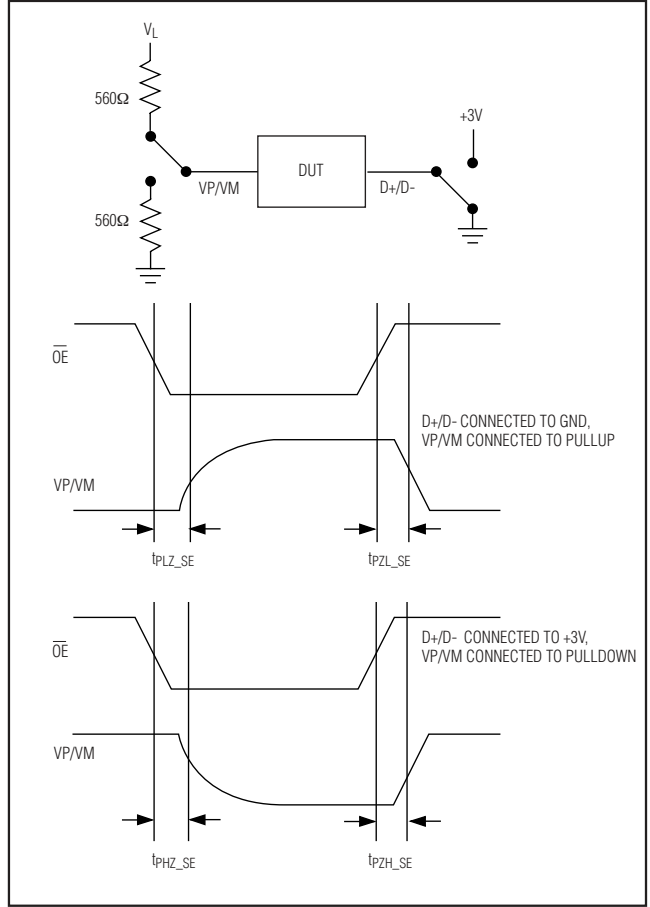 VL
560Ω
+3V
DUT
VP/VM
D+/D-
560Ω
OE
D+/D- CONNECTED TO GND,
VP/VM CONNECTED TO PULLUP
VP/VM
tPLZ_SE
tPZL_SE
OE
D+/D- CONNECTED TO +3V,
VP/VM CONNECTED TO PULLDOWN
VP/VM
tPHZ_SE
tPZH_SE